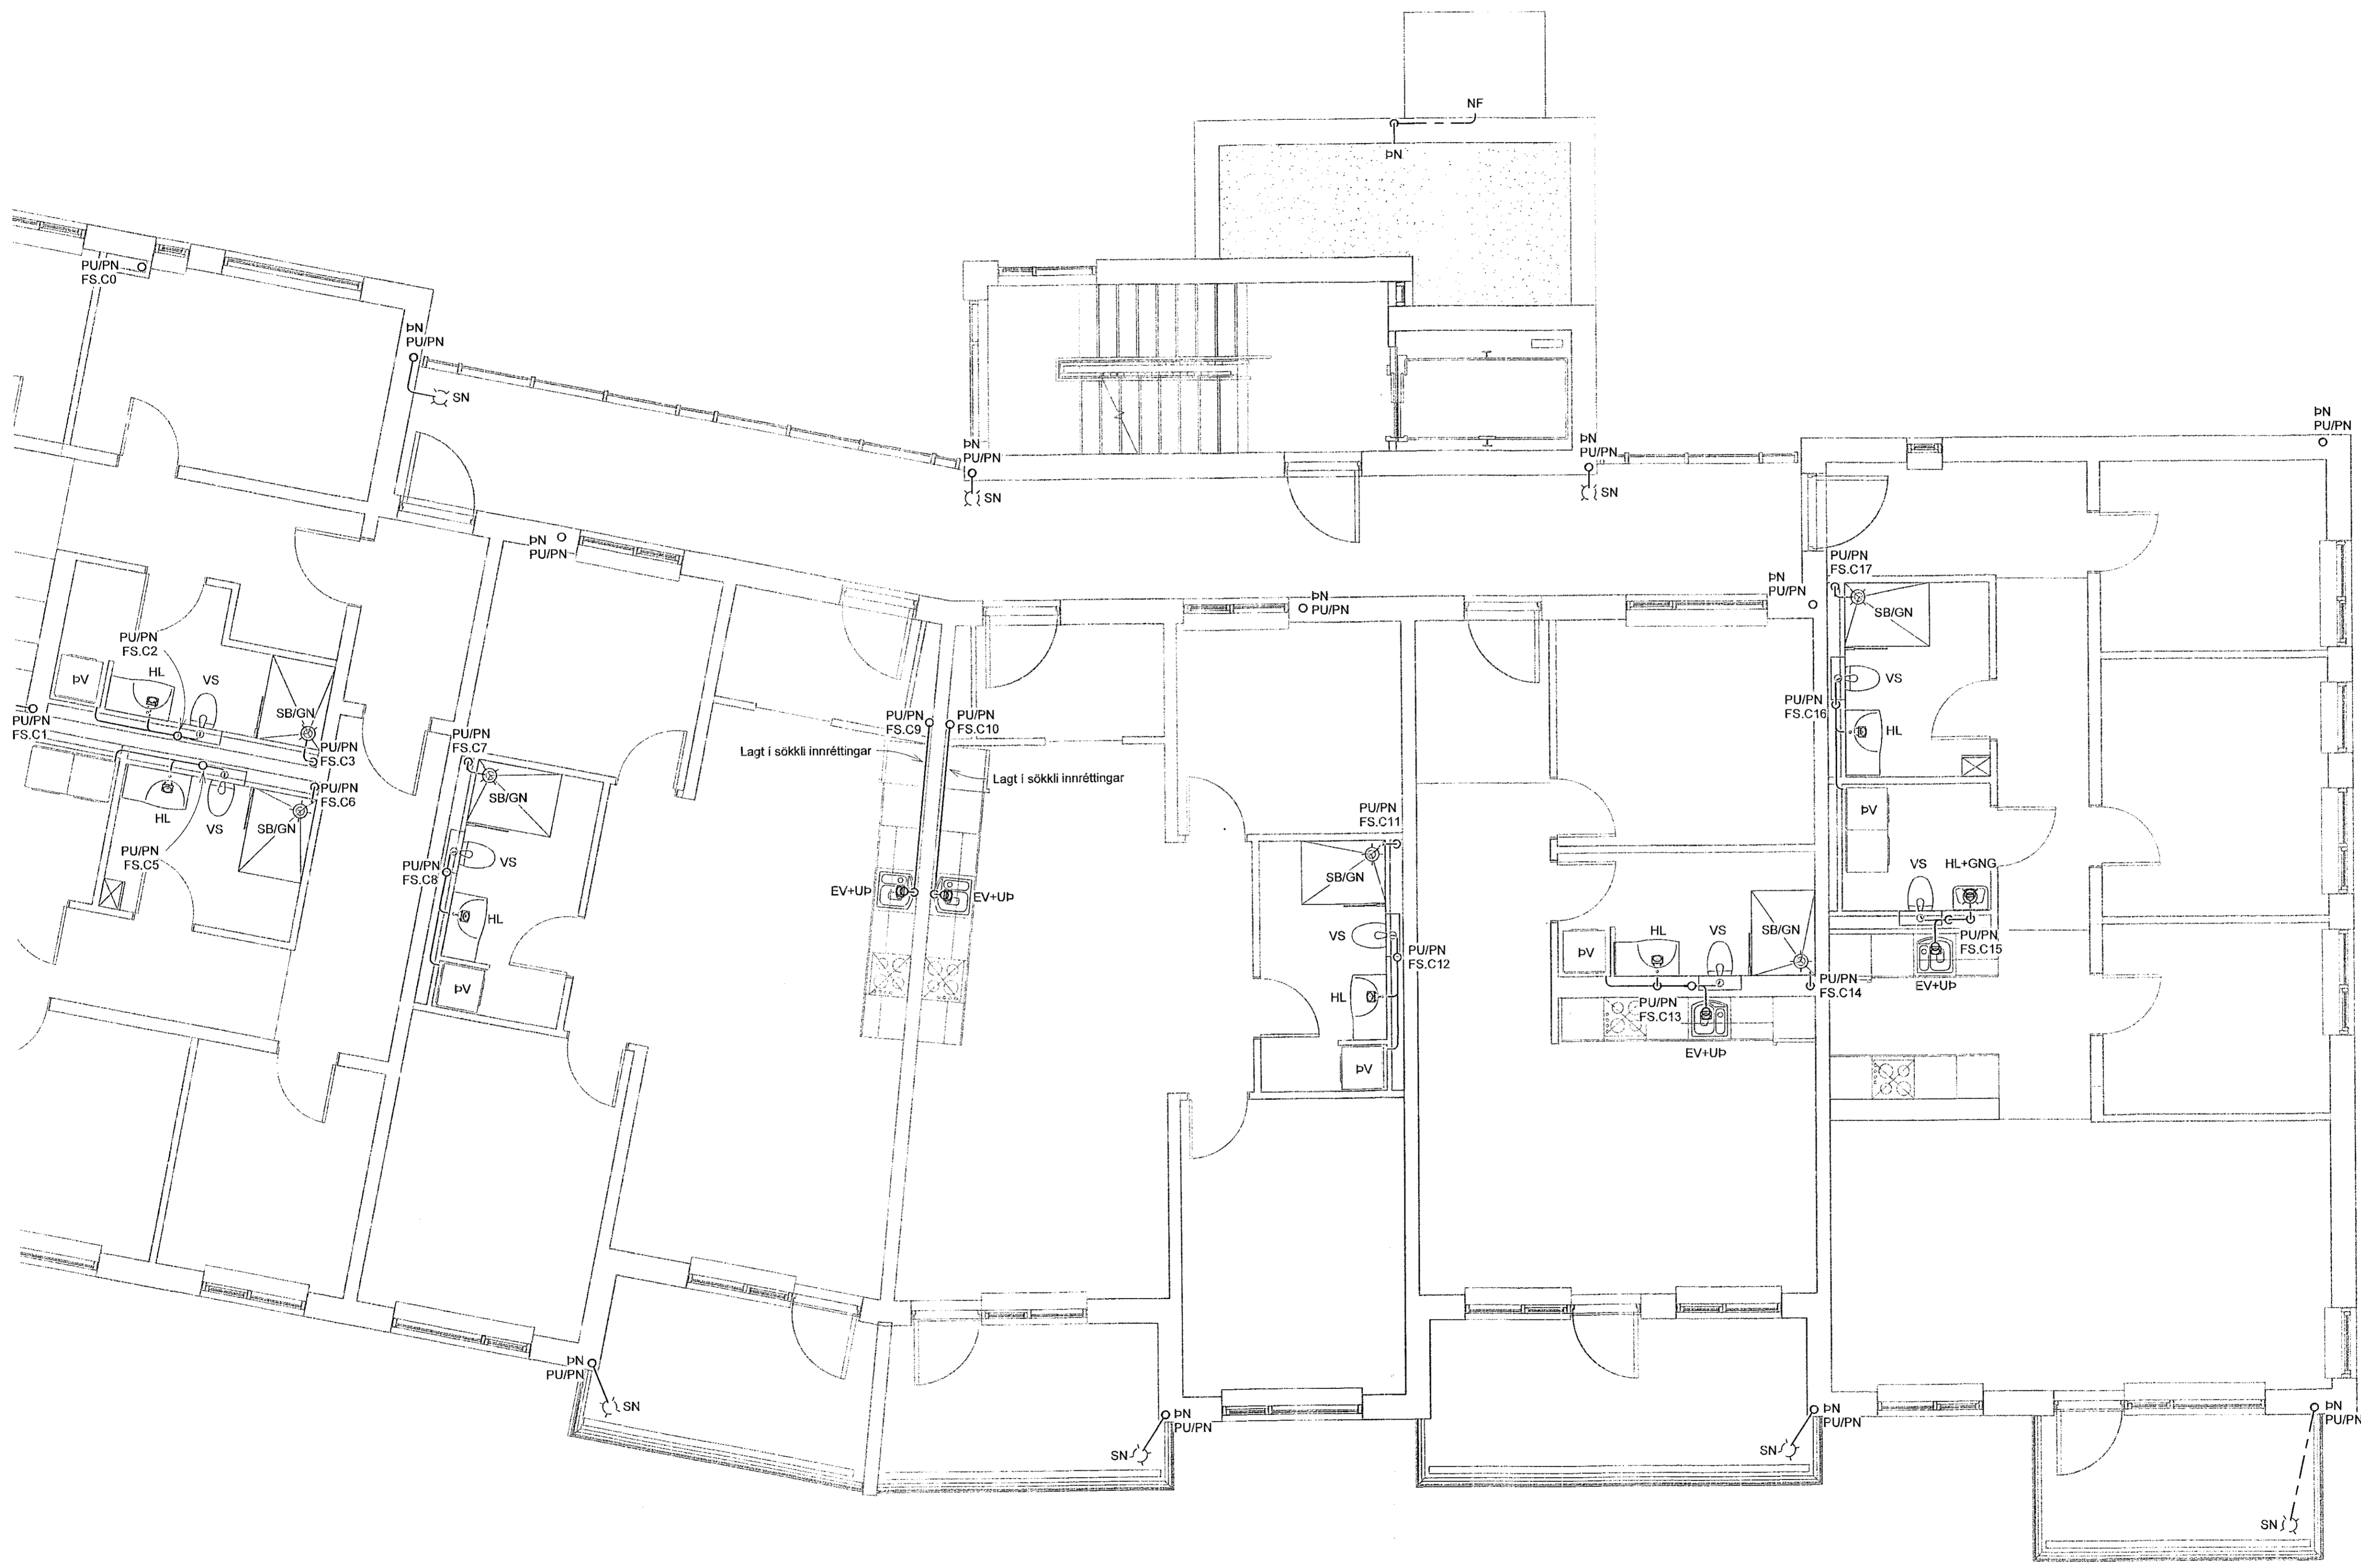 NF
ÞN
PU/PN
FS.C0
ÞN
PU/PN
SN
ÞN
PU/PN
SN
ÞN
PU/PN
SN
ÞN
PU/PN
ÞN
PU/PN
ÞN
PU/PN
ÞN
PU/PN
PU/PN
FS.C17
SB/GN
VS
PU/PN
FS.C16
HL
ÞV
VS
HL+GNG
PU/PN
FS.C15
EV+UÞ
PU/PN
FS.C2
HL
VS
ÞV
SB/GN
PU/PN
FS.C1
PU/PN
FS.C3
PU/PN
FS.C6
HL
VS
SB/GN
PU/PN
FS.C5
PU/PN
FS.C7
SB/GN
VS
PU/PN
FS.C8
HL
ÞV
PU/PN
FS.C9
PU/PN
FS.C10
Lagt í sökkli innréttingar
Lagt í sökkli innréttingar
EV+UÞ
EV+UÞ
PU/PN
FS.C11
SB/GN
VS
PU/PN
FS.C12
HL
ÞV
HL
VS
SB/GN
ÞV
PU/PN
FS.C14
PU/PN
FS.C13
EV+UÞ
ÞN
PU/PN
SN
ÞN
PU/PN
SN
ÞN
PU/PN
SN
ÞN
PU/PN
SN